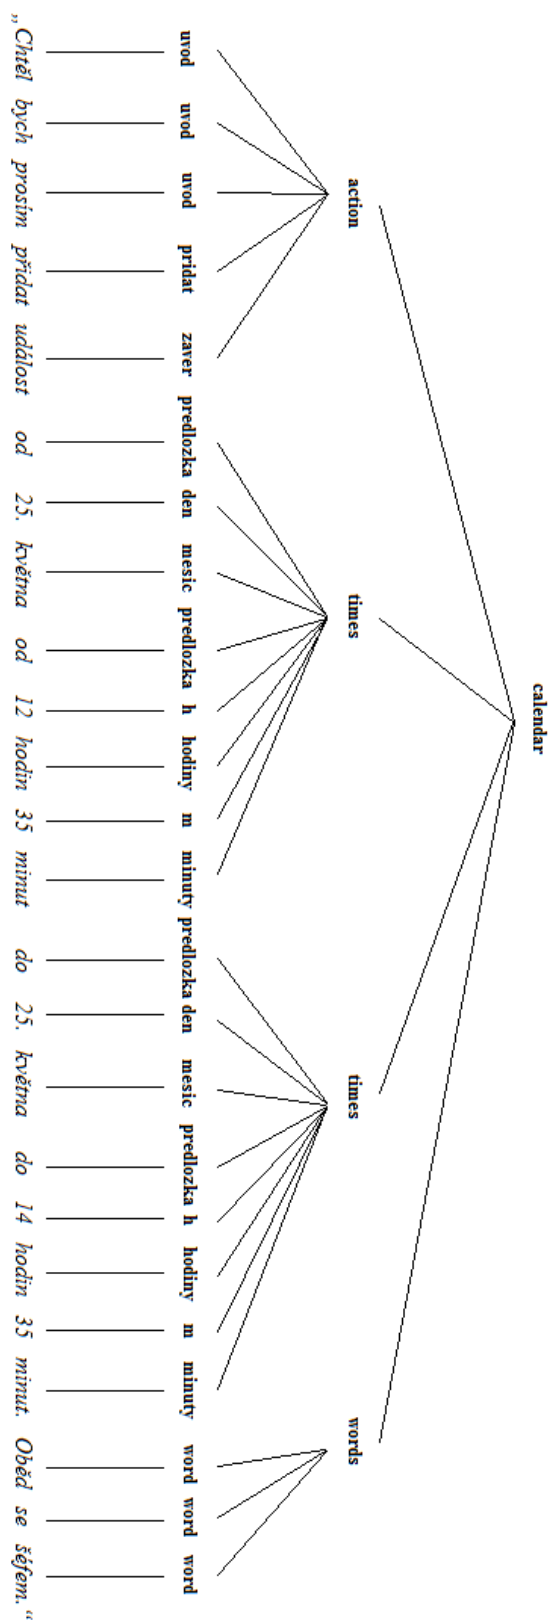 calendar
action times times words
uvod uvod uvod pridat zaver predlozka den mesic predlozka h hodiny m minuty predlozka den mesic predlozka h hodiny m minuty word word word
„Chtěl bych prosím přidat událost od 25. května od 12 hodin 35 minut do 25. května do 14 hodin 35 minut. Oběd se šéfem.“